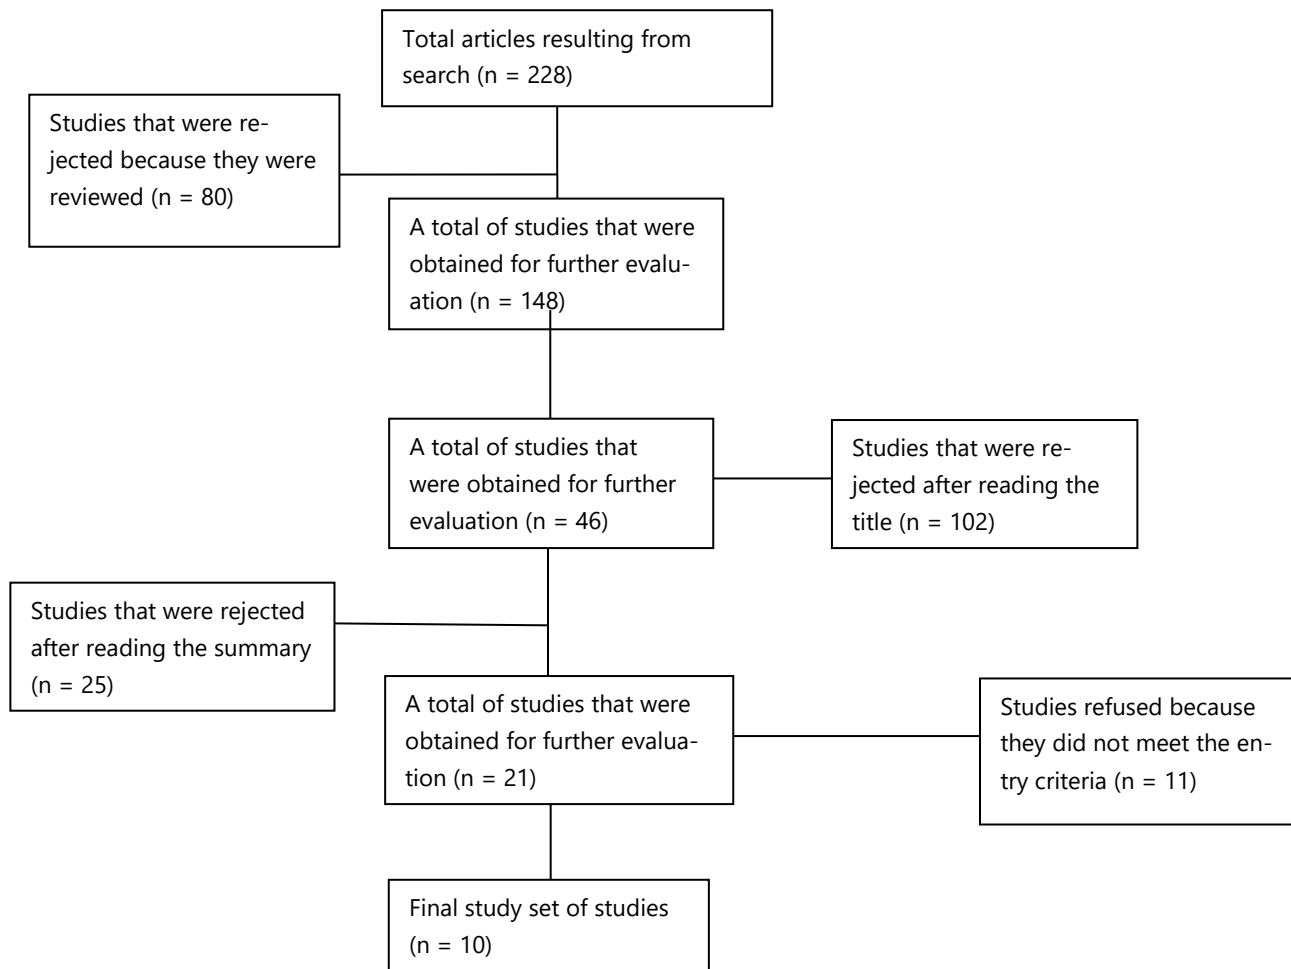 Total articles resulting from
search (n = 228)
Studies that were re-
jected because they were
reviewed (n = 80)
A total of studies that were
obtained for further evalu-
ation (n = 148)
A total of studies that
were obtained for further
evaluation (n = 46)
Studies that were re-
jected after reading the
title (n = 102)
Studies that were rejected
after reading the summary
(n = 25)
A total of studies that were
obtained for further evalua-
tion (n = 21)
Studies refused because
they did not meet the en-
try criteria (n = 11)
Final study set of studies
(n = 10)